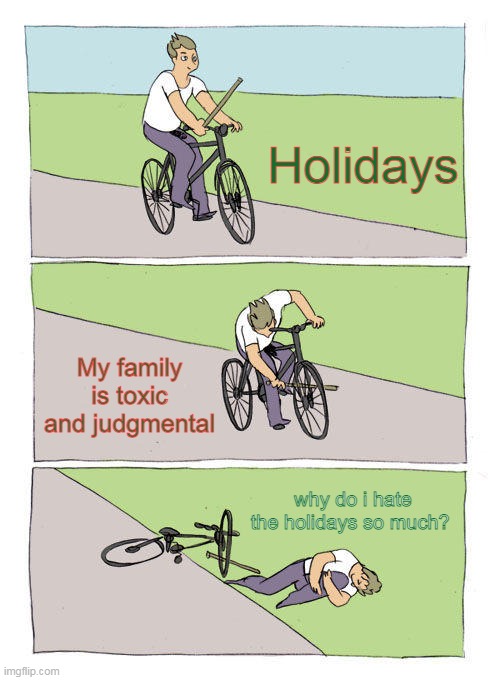 Holidays
My family
is toxic
and judgmental
why do i hate
the holidays so much?
imgflip.com